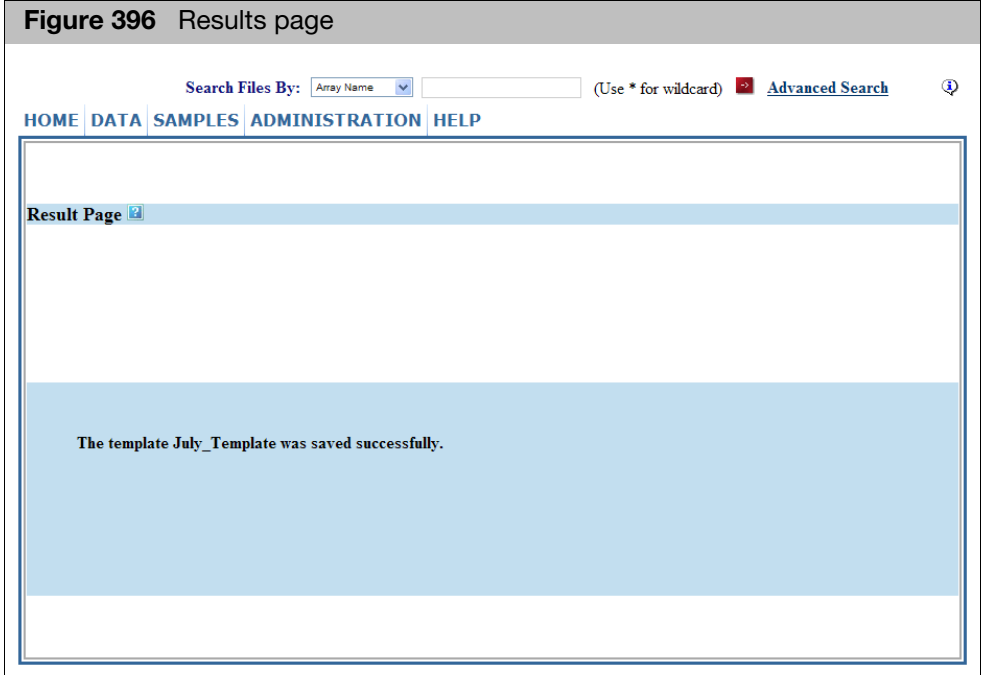 Figure 396 Results page
Search Files By: Array Name (Use * for wildcard) Advanced Search
HOME DATA SAMPLES ADMINISTRATION HELP
Result Page ?
The template July_Template was saved successfully.